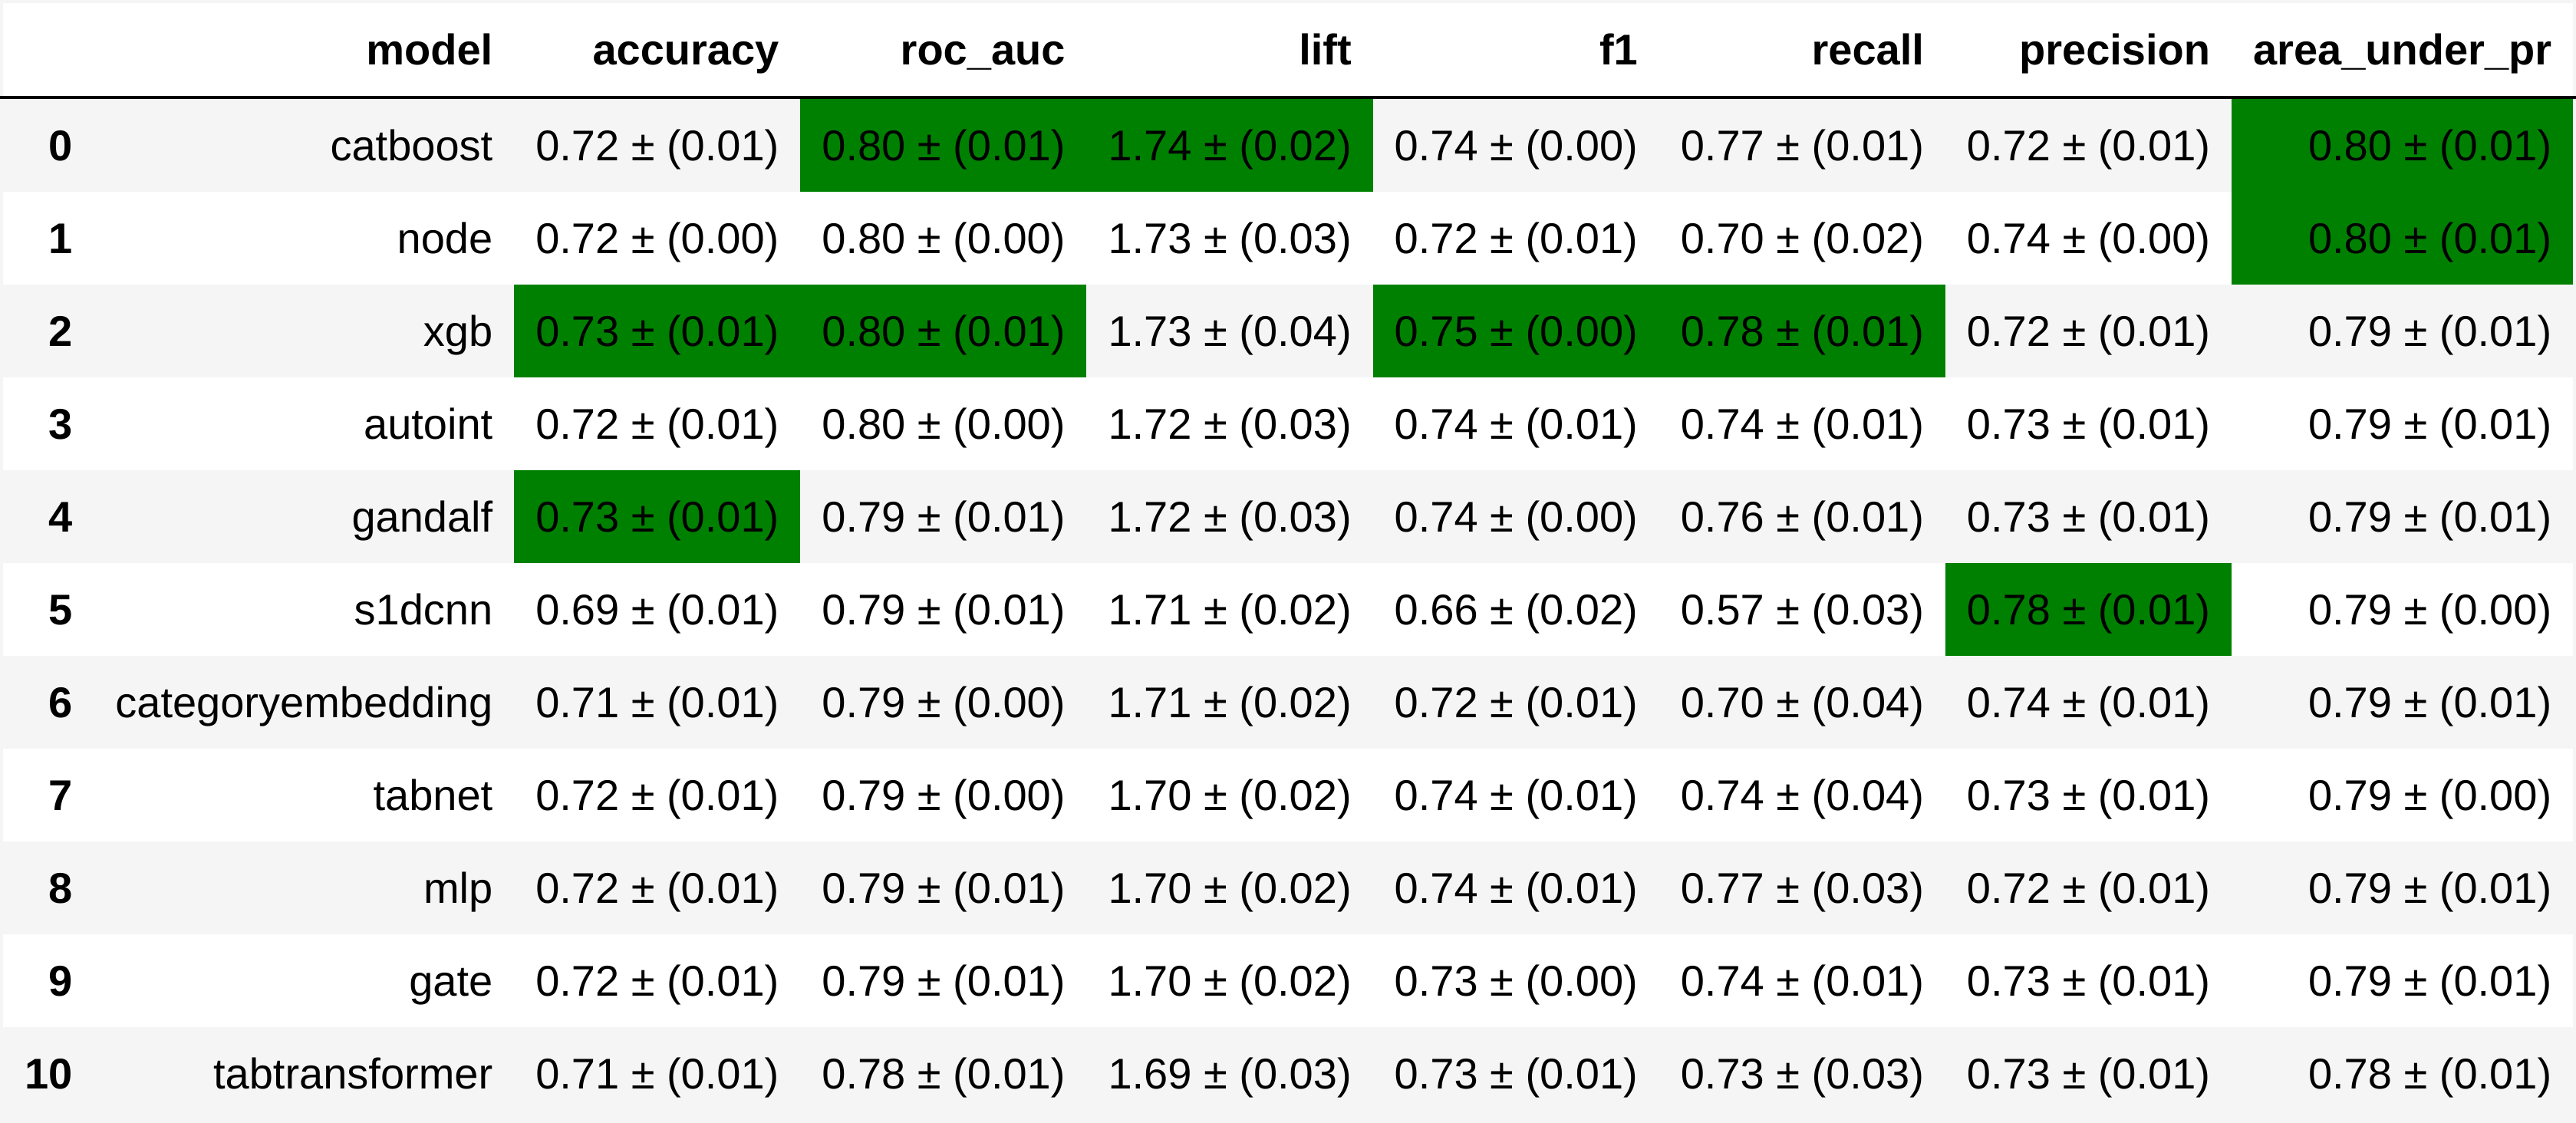 model accuracy roc_auc lift f1 recall precision area_under_pr
0 catboost 0.72 ± (0.01) 0.80 ± (0.01) 1.74 ± (0.02) 0.74 ± (0.00) 0.77 ± (0.01) 0.72 ± (0.01) 0.80 ± (0.01)
1 node 0.72 ± (0.00) 0.80 ± (0.00) 1.73 ± (0.03) 0.72 ± (0.01) 0.70 ± (0.02) 0.74 ± (0.00) 0.80 ± (0.01)
2 xgb 0.73 ± (0.01) 0.80 ± (0.01) 1.73 ± (0.04) 0.75 ± (0.00) 0.78 ± (0.01) 0.72 ± (0.01) 0.79 ± (0.01)
3 autoint 0.72 ± (0.01) 0.80 ± (0.00) 1.72 ± (0.03) 0.74 ± (0.01) 0.74 ± (0.01) 0.73 ± (0.01) 0.79 ± (0.01)
4 gandalf 0.73 ± (0.01) 0.79 ± (0.01) 1.72 ± (0.03) 0.74 ± (0.00) 0.76 ± (0.01) 0.73 ± (0.01) 0.79 ± (0.01)
5 s1dcnn 0.69 ± (0.01) 0.79 ± (0.01) 1.71 ± (0.02) 0.66 ± (0.02) 0.57 ± (0.03) 0.78 ± (0.01) 0.79 ± (0.00)
6 categoryembedding 0.71 ± (0.01) 0.79 ± (0.00) 1.71 ± (0.02) 0.72 ± (0.01) 0.70 ± (0.04) 0.74 ± (0.01) 0.79 ± (0.01)
7 tabnet 0.72 ± (0.01) 0.79 ± (0.00) 1.70 ± (0.02) 0.74 ± (0.01) 0.74 ± (0.04) 0.73 ± (0.01) 0.79 ± (0.00)
8 mlp 0.72 ± (0.01) 0.79 ± (0.01) 1.70 ± (0.02) 0.74 ± (0.01) 0.77 ± (0.03) 0.72 ± (0.01) 0.79 ± (0.01)
9 gate 0.72 ± (0.01) 0.79 ± (0.01) 1.70 ± (0.02) 0.73 ± (0.00) 0.74 ± (0.01) 0.73 ± (0.01) 0.79 ± (0.01)
10 tabtransformer 0.71 ± (0.01) 0.78 ± (0.01) 1.69 ± (0.03) 0.73 ± (0.01) 0.73 ± (0.03) 0.73 ± (0.01) 0.78 ± (0.01)